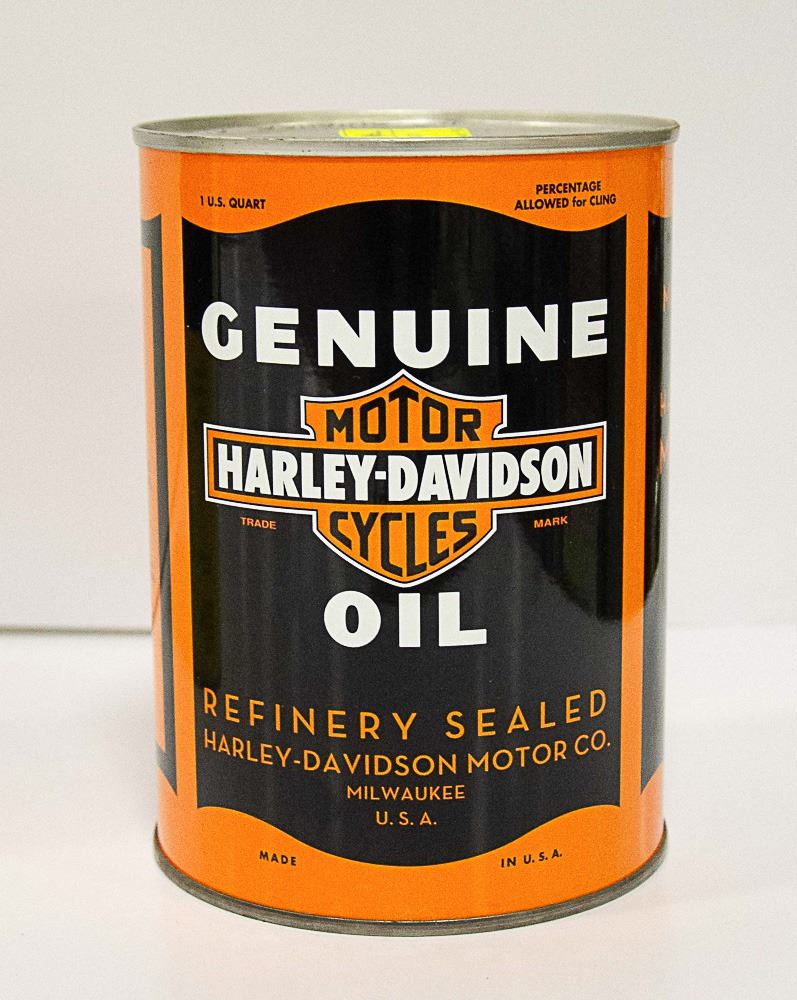 1 U.S. QUART
PERCENTAGE
ALLOWED for CLING
GENUINE
MOTOR
HARLEY-DAVIDSON
TRADE MARK
CYCLES
OIL
REFINERY SEALED
HARLEY-DAVIDSON MOTOR CO.
MILWAUKEE
U. S. A.
MADE IN U. S. A.